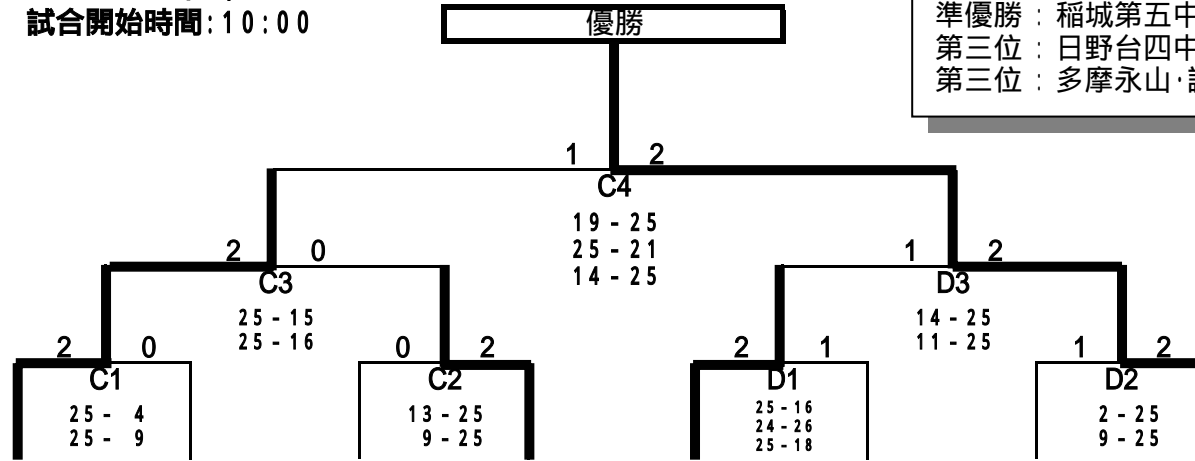 試合開始時間:10:00
優勝
準優勝：稲城第五中
第三位：日野台四中
第三位：多摩永山・
1 2
C4
19-25
25-21
14-25
2 0
C3
25-15
25-16
1 2
D3
14-25
11-25
2 0
C1
25- 4
25- 9
0 2
C2
13-25
9-25
2 1
D1
25-16
24-26
25-18
1 2
D2
2-25
9-25